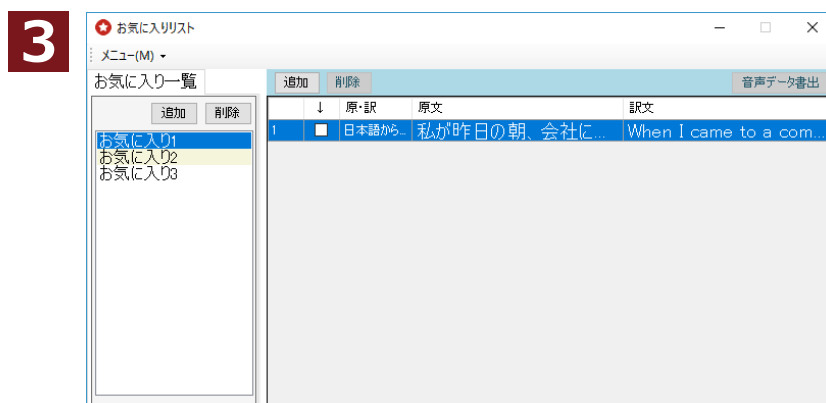 3
お気に入りリスト
メニュー(M)
お気に入り一覧
追加 削除 音声データ書出
追加 削除
↓ 原・訳 原文 訳文
1 日本語から... 私が昨日の朝、会社に... When I came to a com...
お気に入り1
お気に入り2
お気に入り3